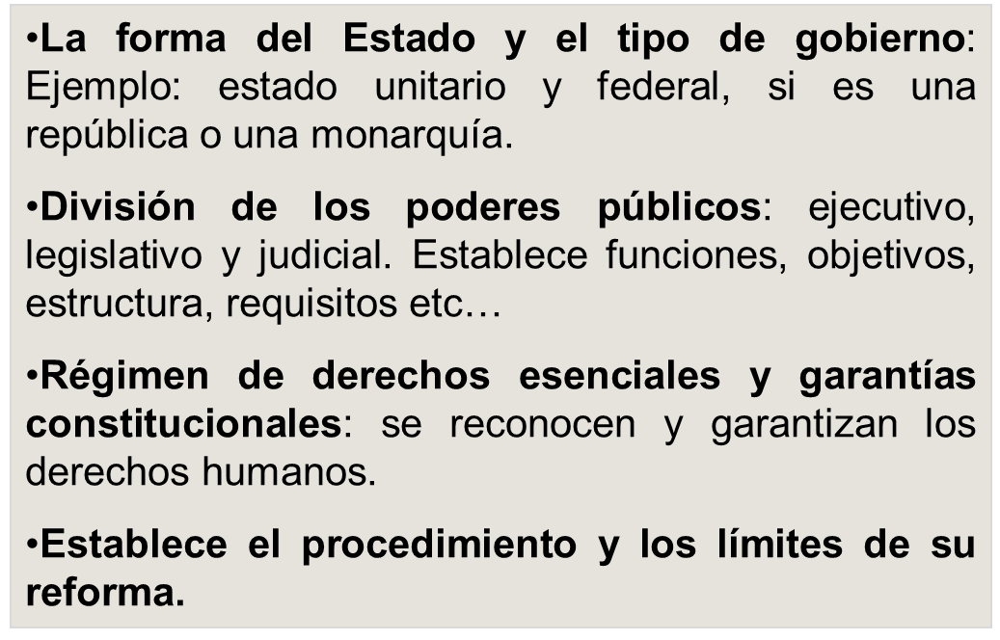 •La forma del Estado y el tipo de gobierno:
Ejemplo: estado unitario y federal, si es una
república o una monarquía.
•División de los poderes públicos: ejecutivo,
legislativo y judicial. Establece funciones, objetivos,
estructura, requisitos etc…
•Régimen de derechos esenciales y garantías
constitucionales: se reconocen y garantizan los
derechos humanos.
•Establece el procedimiento y los límites de su
reforma.